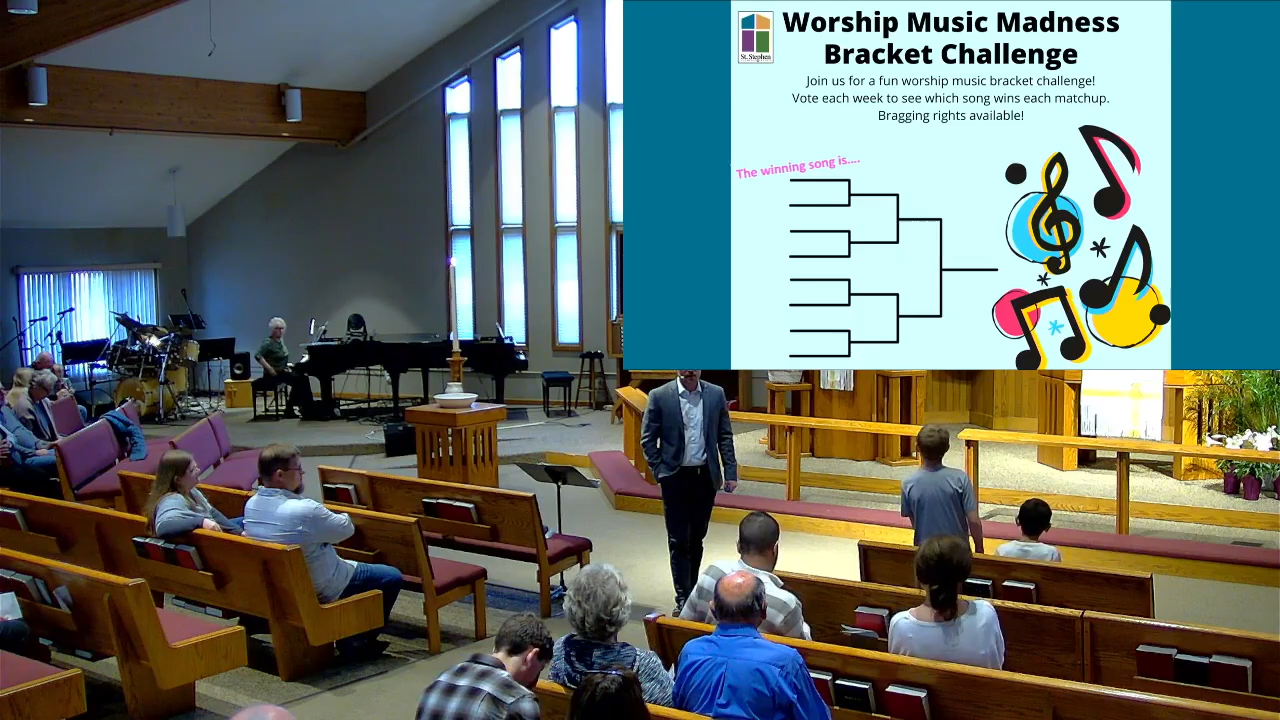 Worship Music Madness
Bracket Challenge
St. Stephen
Join us for a fun worship music bracket challenge!
Vote each week to see which song wins each matchup.
Bragging rights available!
The winning song is....